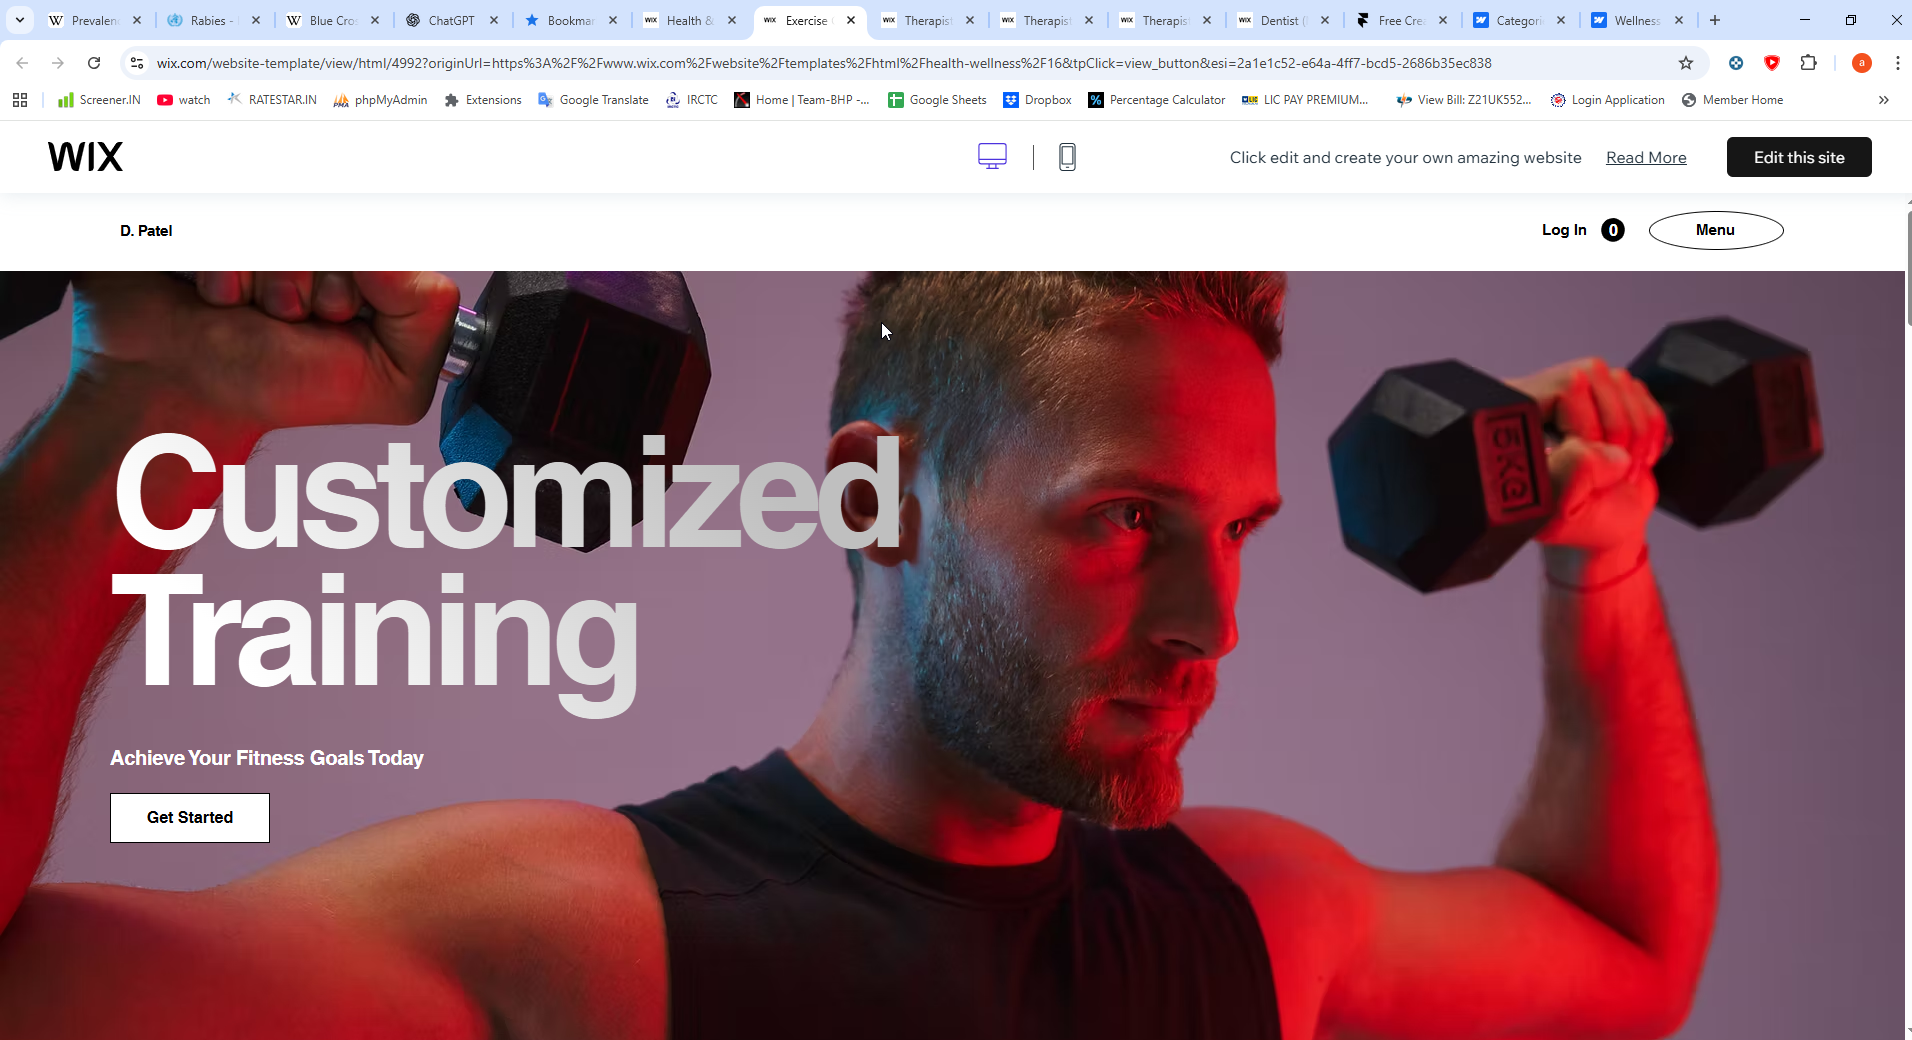 Prevalen
Rabies -
Blue Cros
ChatGPT
Bookmar
Health &
Exercise
Therapist
Therapist
Therapist
Dentist (
Free Crea
Categori
Wellness
wix.com/website-template/view/html/4992?originUrl=https%3A%2F%2Fwww.wix.com%2Fwebsite%2Ftemplates%2Fhtml%2Fhealth-wellness%2F16&tpClick=view_button&esi=2a1e1c52-e64a-4ff7-bcd5-2686b35ec838
a
Screener.IN
watch
RATESTAR.IN
phpMyAdmin
Extensions
Google Translate
IRCTC
Home | Team-BHP -...
Google Sheets
Dropbox
Percentage Calculator
LIC PAY PREMIUM...
View Bill: Z21UK552...
Login Application
Member Home
WIX
Click edit and create your own amazing website
Read More
Edit this site
D. Patel
Log In
0
Menu
Customized
Training
Achieve Your Fitness Goals Today
Get Started
5KG